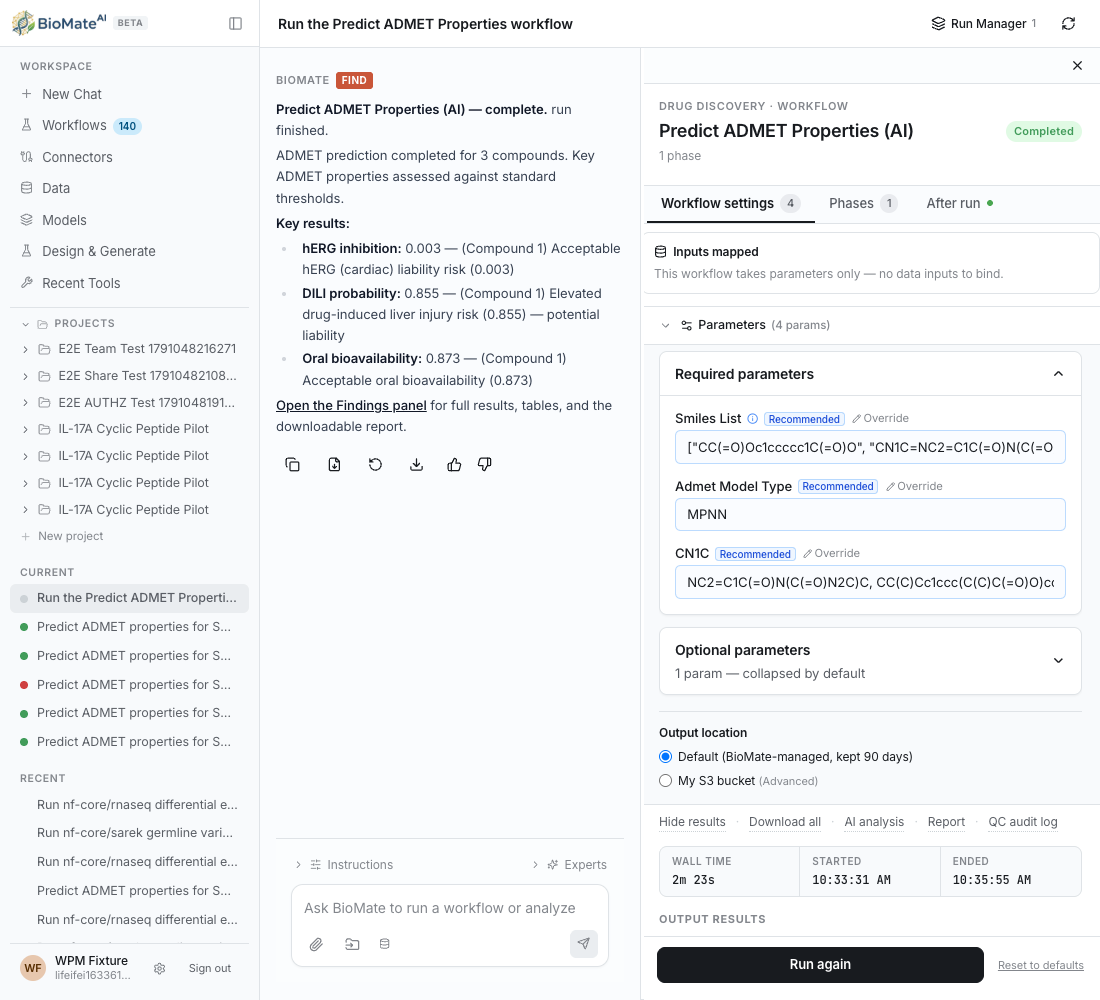 BioMate AI BETA
WORKSPACE
New Chat
Workflows 140
Connectors
Data
Models
Design & Generate
Recent Tools
PROJECTS
E2E Team Test 1791048216271
E2E Share Test 17910482108...
E2E AUTHZ Test 1791048191...
IL-17A Cyclic Peptide Pilot
IL-17A Cyclic Peptide Pilot
IL-17A Cyclic Peptide Pilot
IL-17A Cyclic Peptide Pilot
New project
CURRENT
Run the Predict ADMET Properti...
Predict ADMET properties for S...
Predict ADMET properties for S...
Predict ADMET properties for S...
Predict ADMET properties for S...
Predict ADMET properties for S...
RECENT
Run nf-core/rnaseq differential e...
Run nf-core/sarek germline vari...
Run nf-core/rnaseq differential e...
Predict ADMET properties for S...
Run nf-core/rnaseq differential e...
WF
WPM Fixture
lifeifei163361...
Sign out
Run the Predict ADMET Properties workflow
Run Manager 1
BIOMATE FIND
Predict ADMET Properties (AI) — complete. run
finished.
ADMET prediction completed for 3 compounds. Key
ADMET properties assessed against standard
thresholds.
Key results:
hERG inhibition: 0.003 — (Compound 1) Acceptable
hERG (cardiac) liability risk (0.003)
DILI probability: 0.855 — (Compound 1) Elevated
drug-induced liver injury risk (0.855) — potential
liability
Oral bioavailability: 0.873 — (Compound 1)
Acceptable oral bioavailability (0.873)
Open the Findings panel for full results, tables, and the
downloadable report.
Instructions
Experts
Ask BioMate to run a workflow or analyze
DRUG DISCOVERY · WORKFLOW
Predict ADMET Properties (AI)
Completed
1 phase
Workflow settings 4
Phases 1
After run
Inputs mapped
This workflow takes parameters only — no data inputs to bind.
Parameters (4 params)
Required parameters
Smiles List Recommended Override
["CC(=O)Oc1ccccc1C(=O)O", "CN1C=NC2=C1C(=O)N(C(=O
Admet Model Type Recommended Override
MPNN
CN1C Recommended Override
NC2=C1C(=O)N(C(=O)N2C)C, CC(C)Cc1ccc(C(C)C(=O)O)cc
Optional parameters
1 param — collapsed by default
Output location
Default (BioMate-managed, kept 90 days)
My S3 bucket (Advanced)
Hide results · Download all · AI analysis · Report · QC audit log
WALL TIME
2m 23s
STARTED
10:33:31 AM
ENDED
10:35:55 AM
OUTPUT RESULTS
Run again
Reset to defaults